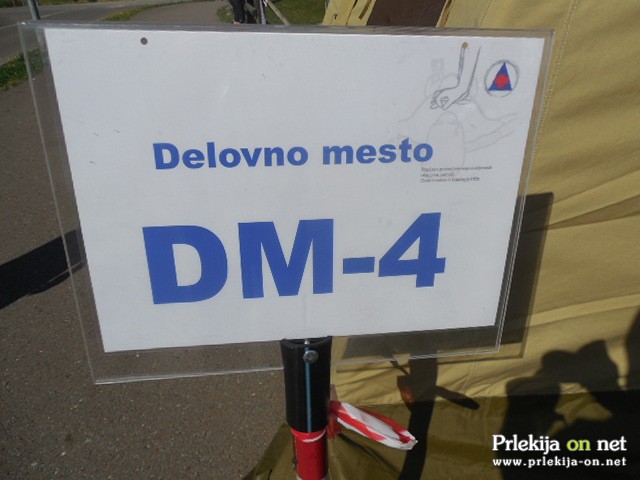 Delovno mesto
DM-4
Prlekija on net
www.prlekija-on.net